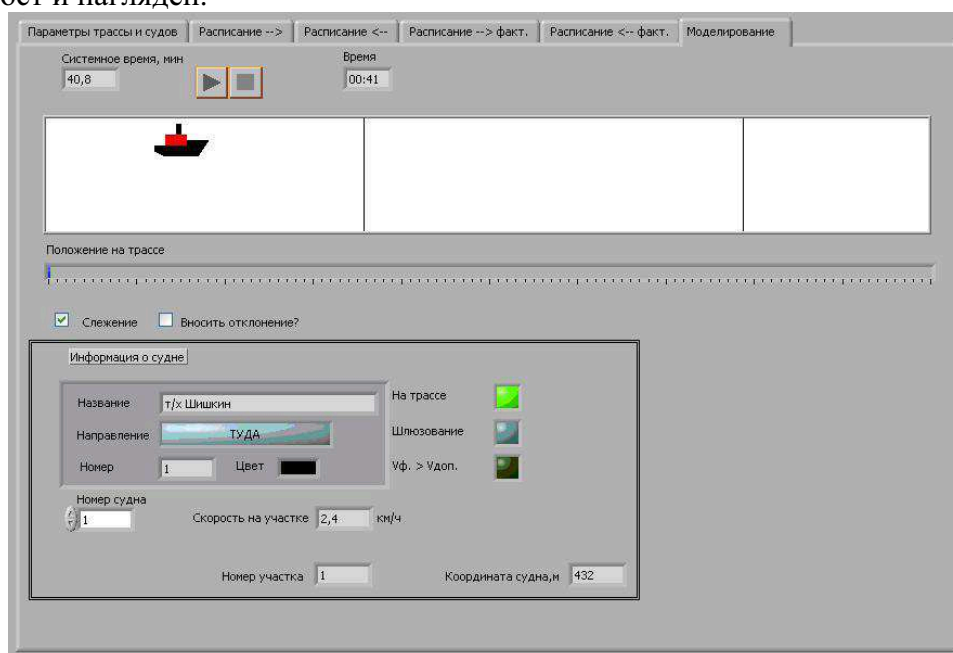 ост и нагляден.
Параметры трассы и судов Расписание --> Расписание <-- Расписание --> факт. Расписание <-- факт. Моделирование
Системное время, мин Время
40,8 00:41
Положение на трассе
Слежение Вносить отклонение?
Информация о судне
Название т/х Шишкин На трассе
Направление ТУДА Шлюзование
Номер 1 Цвет Vф. > Vдоп.
Номер судна
1 Скорость на участке 2,4 км/ч
Номер участка 1 Координата судна,м 432